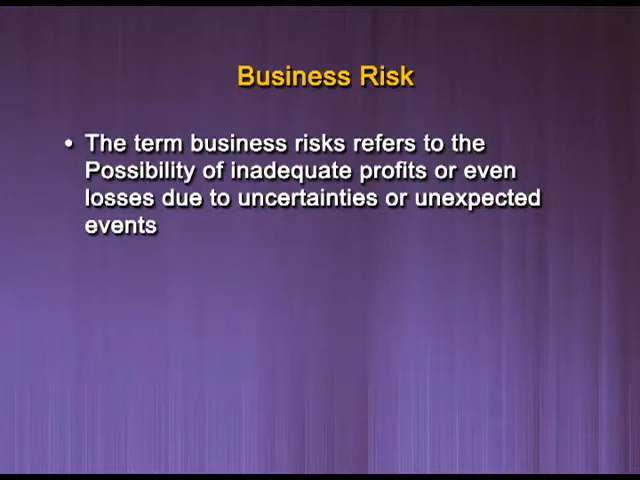 Business Risk
• The term business risks refers to the
Possibility of inadequate profits or even
losses due to uncertainties or unexpected
events